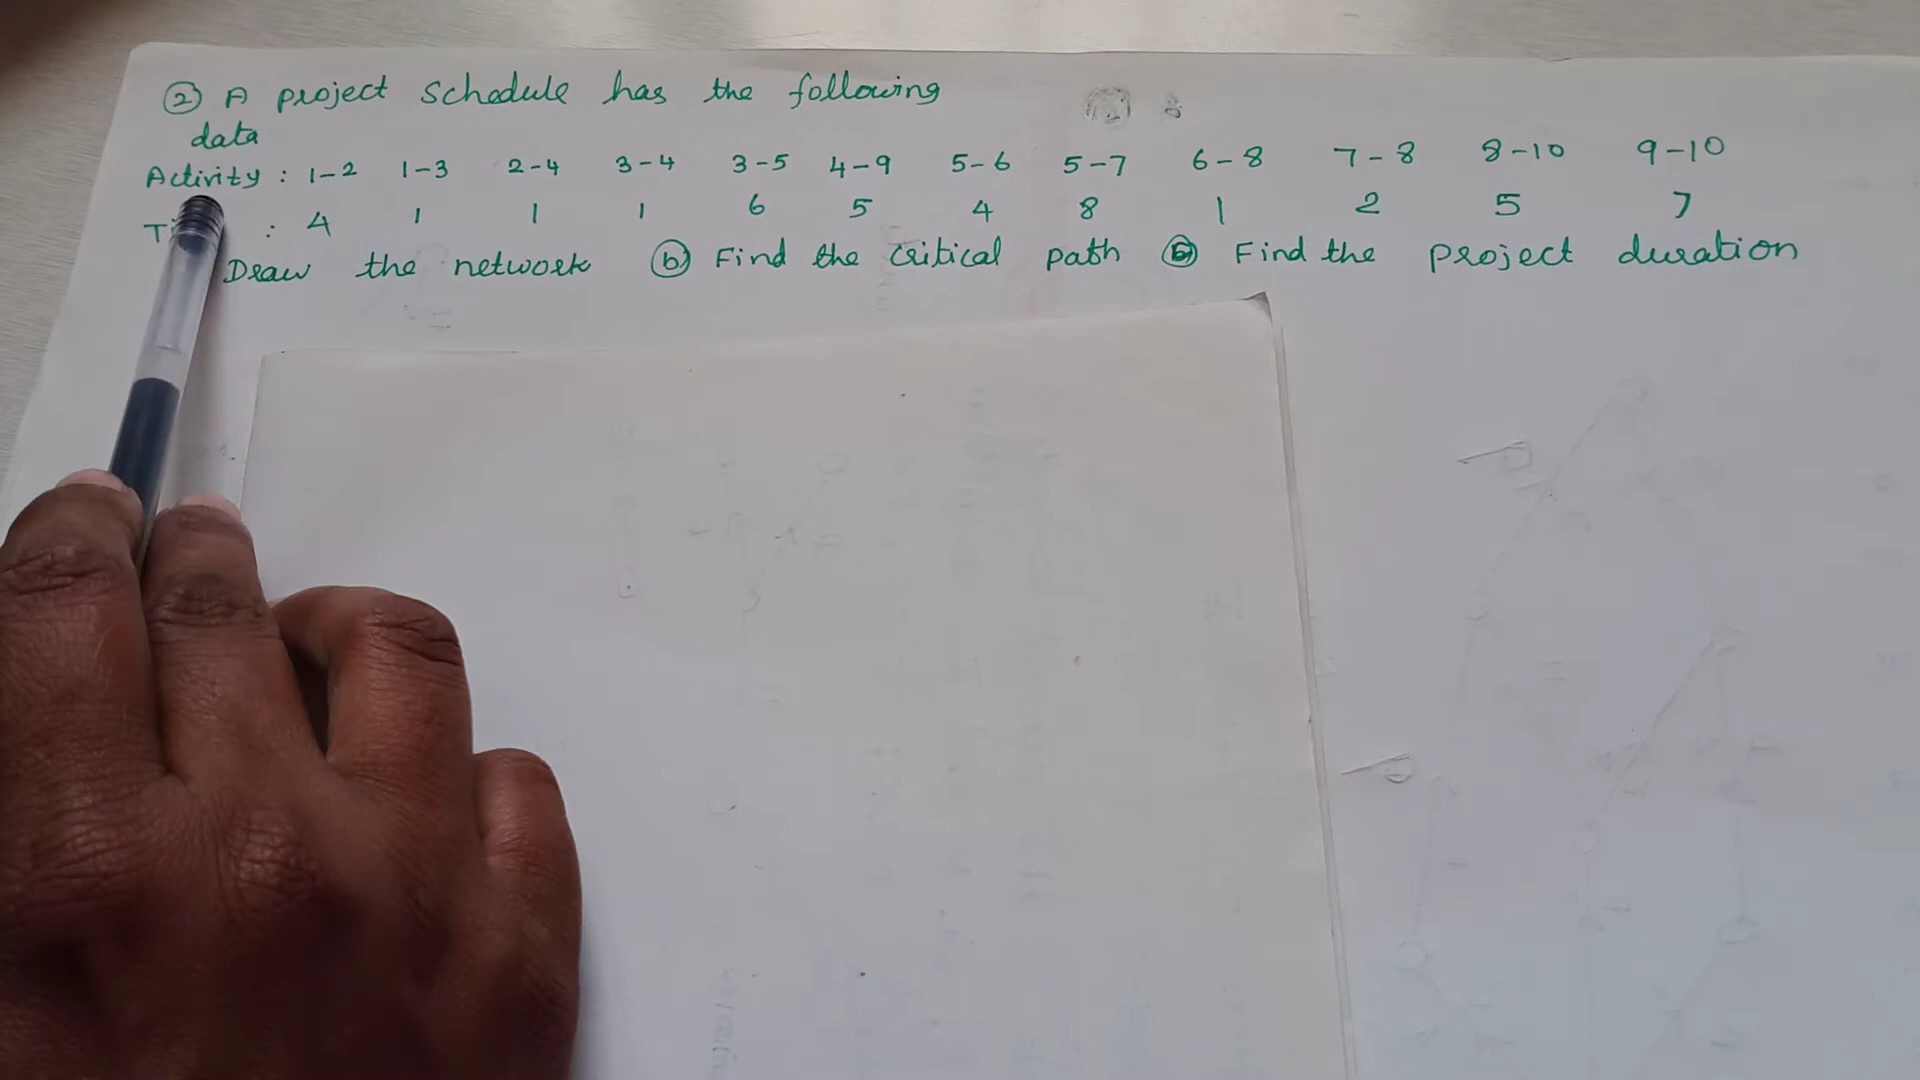 ② A project schedule has the following
data
Activity : 1-2 1-3 2-4 3-4 3-5 4-9 5-6 5-7 6-8 7-8 8-10 9-10
: 4 1 1 1 6 5 4 8 1 2 5 7
Draw the network ⓑ Find the critical path Find the project duration